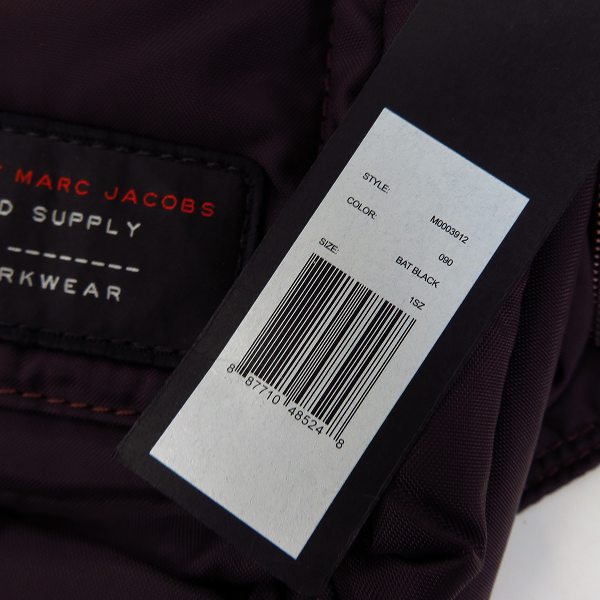 MARC JACOBS
D SUPPLY
--------
RKWEAR
STYLE: M0003912
COLOR: 090
BAT BLACK
SIZE: 1SZ
8 87710 48524 8